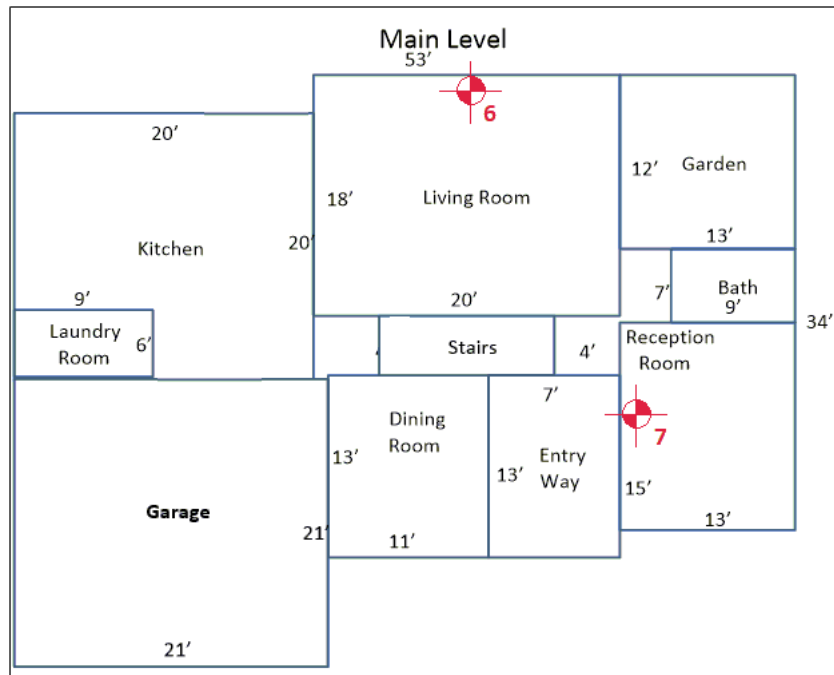 Main Level
53′
6
20′
12′
Garden
18′
Living Room
Kitchen
20′
13′
9′
20′
7′
Bath
9′
34′
Laundry
Room
6′
Stairs
4′
Reception
Room
7′
Dining
Room
7
13′
13′
Entry
Way
15′
Garage
21′
11′
13′
21′